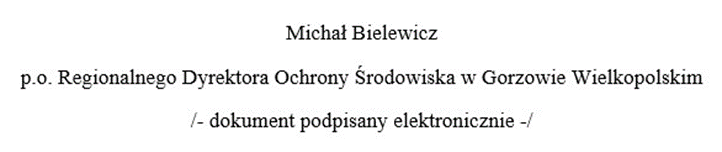 Michał Bielewicz
p.o. Regionalnego Dyrektora Ochrony Środowiska w Gorzowie Wielkopolskim
/- dokument podpisany elektronicznie -/